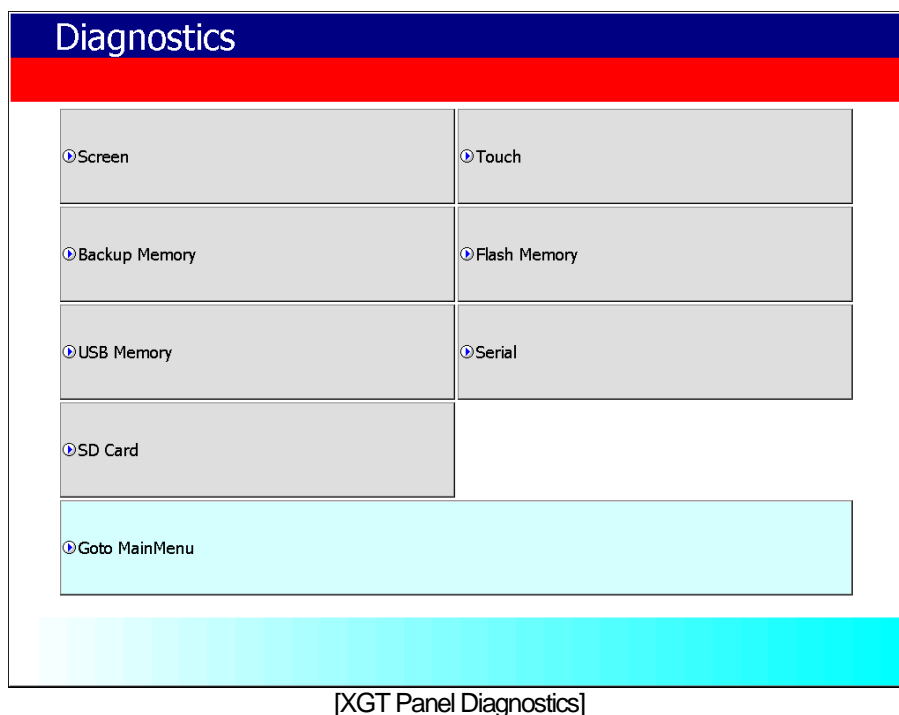 Diagnostics
Screen
Touch
Backup Memory
Flash Memory
USB Memory
Serial
SD Card
Goto MainMenu
[XGT Panel Diagnostics]